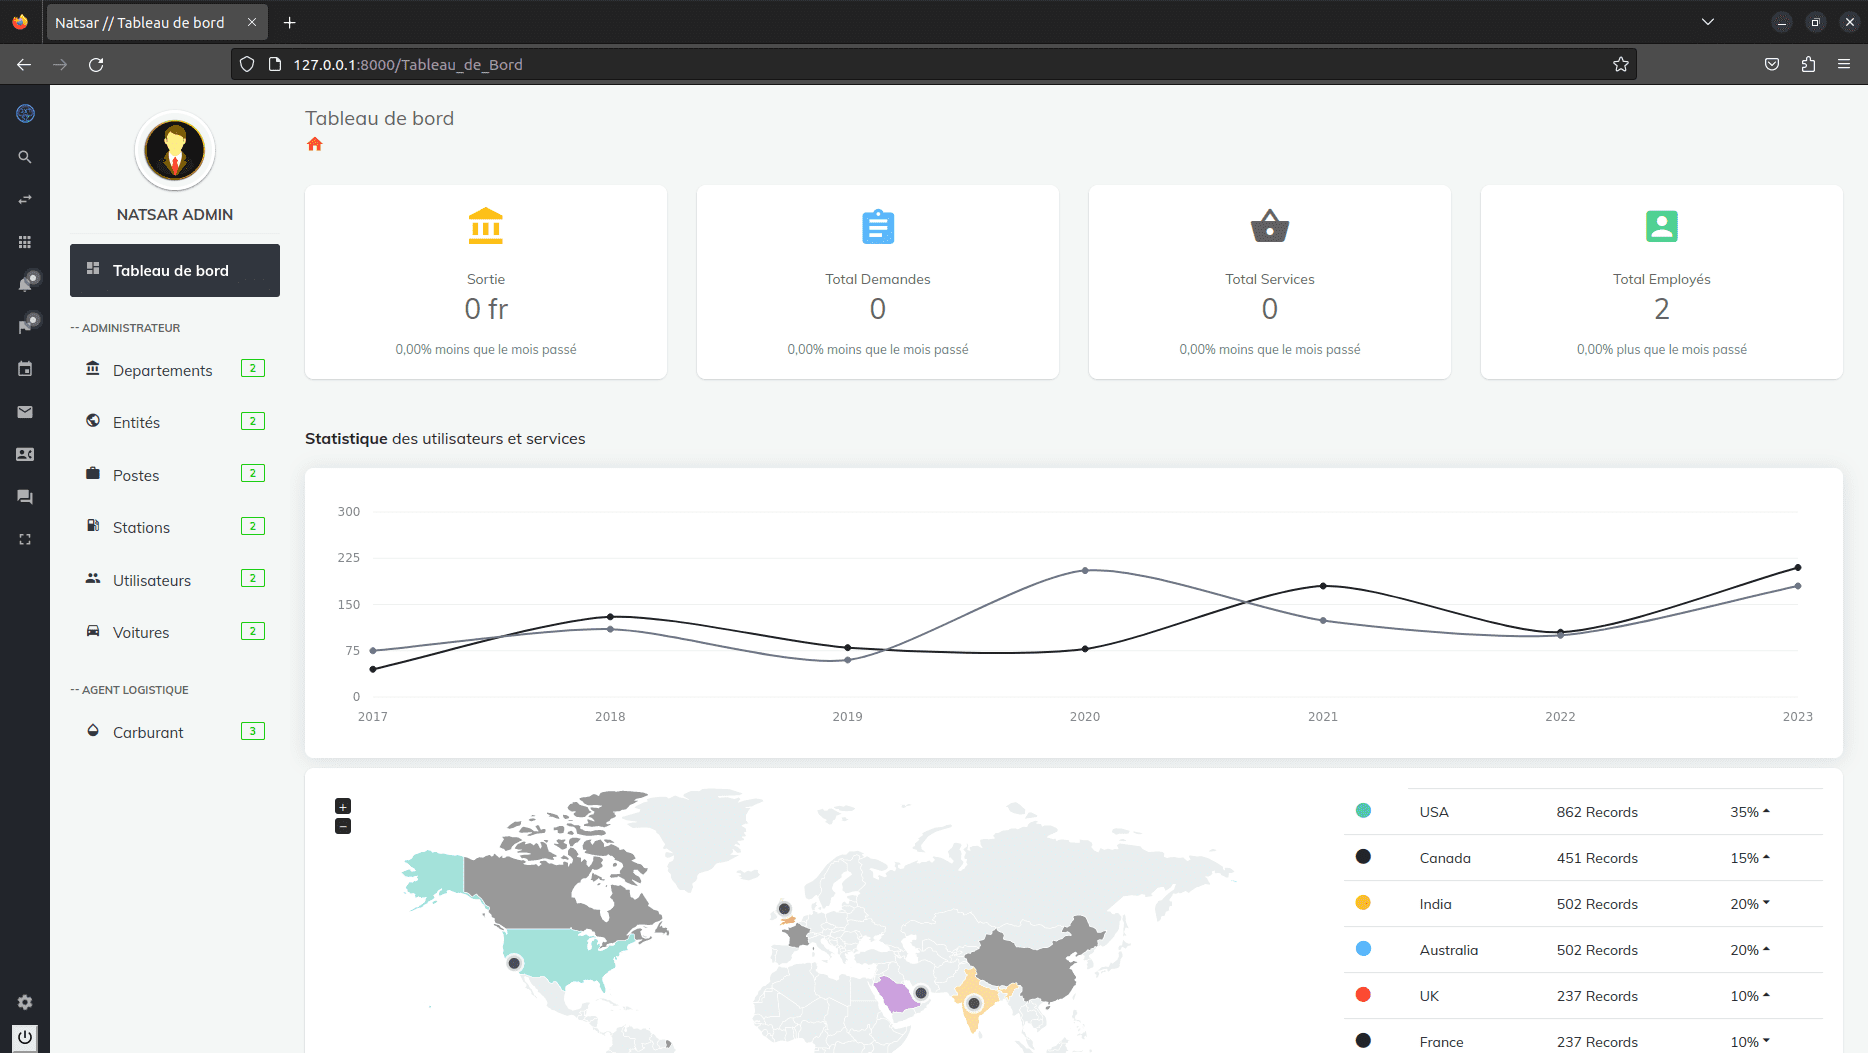 Natsar // Tableau de bord
127.0.0.1:8000/Tableau_de_Bord
NATSAR ADMIN
Tableau de bord
-- ADMINISTRATEUR
Departements 2
Entités 2
Postes 2
Stations 2
Utilisateurs 2
Voitures 2
-- AGENT LOGISTIQUE
Carburant 3
Tableau de bord
Sortie
0 fr
0,00% moins que le mois passé
Total Demandes
0
0,00% moins que le mois passé
Total Services
0
0,00% moins que le mois passé
Total Employés
2
0,00% plus que le mois passé
Statistique des utilisateurs et services
300
225
150
75
0
2017 2018 2019 2020 2021 2022 2023
+
−
USA 862 Records 35%
Canada 451 Records 15%
India 502 Records 20%
Australia 502 Records 20%
UK 237 Records 10%
France 237 Records 10%